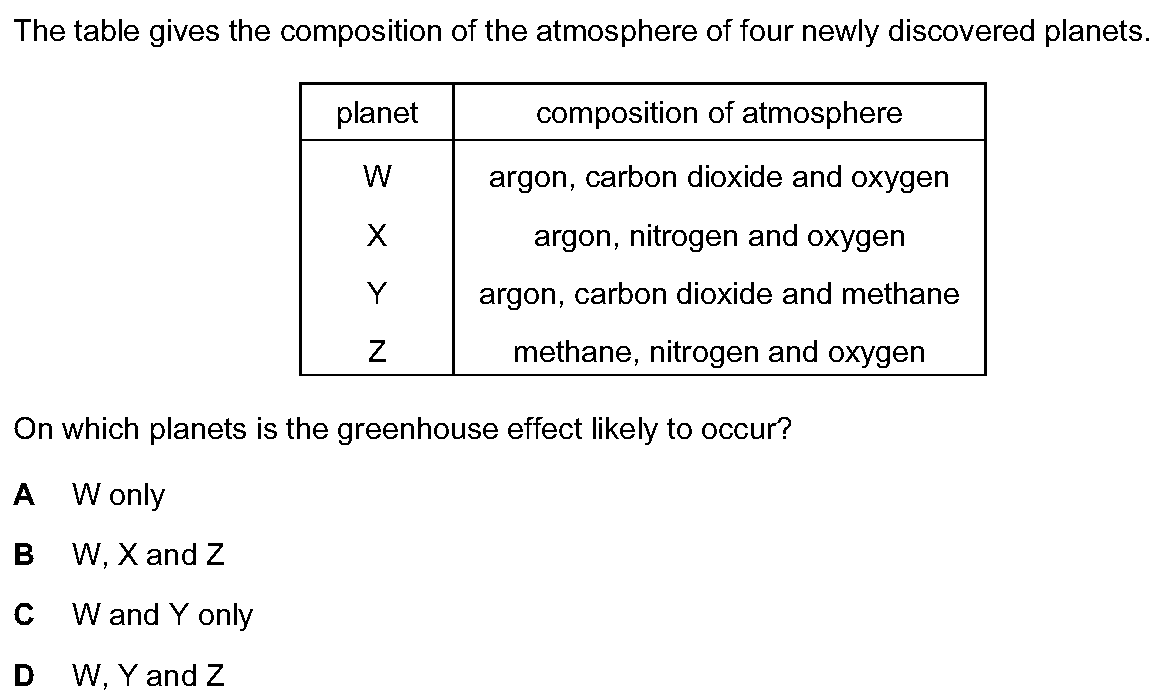 The table gives the composition of the atmosphere of four newly discovered planets.
planet composition of atmosphere
W argon, carbon dioxide and oxygen
X argon, nitrogen and oxygen
Y argon, carbon dioxide and methane
Z methane, nitrogen and oxygen
On which planets is the greenhouse effect likely to occur?
A W only
B W, X and Z
C W and Y only
D W, Y and Z